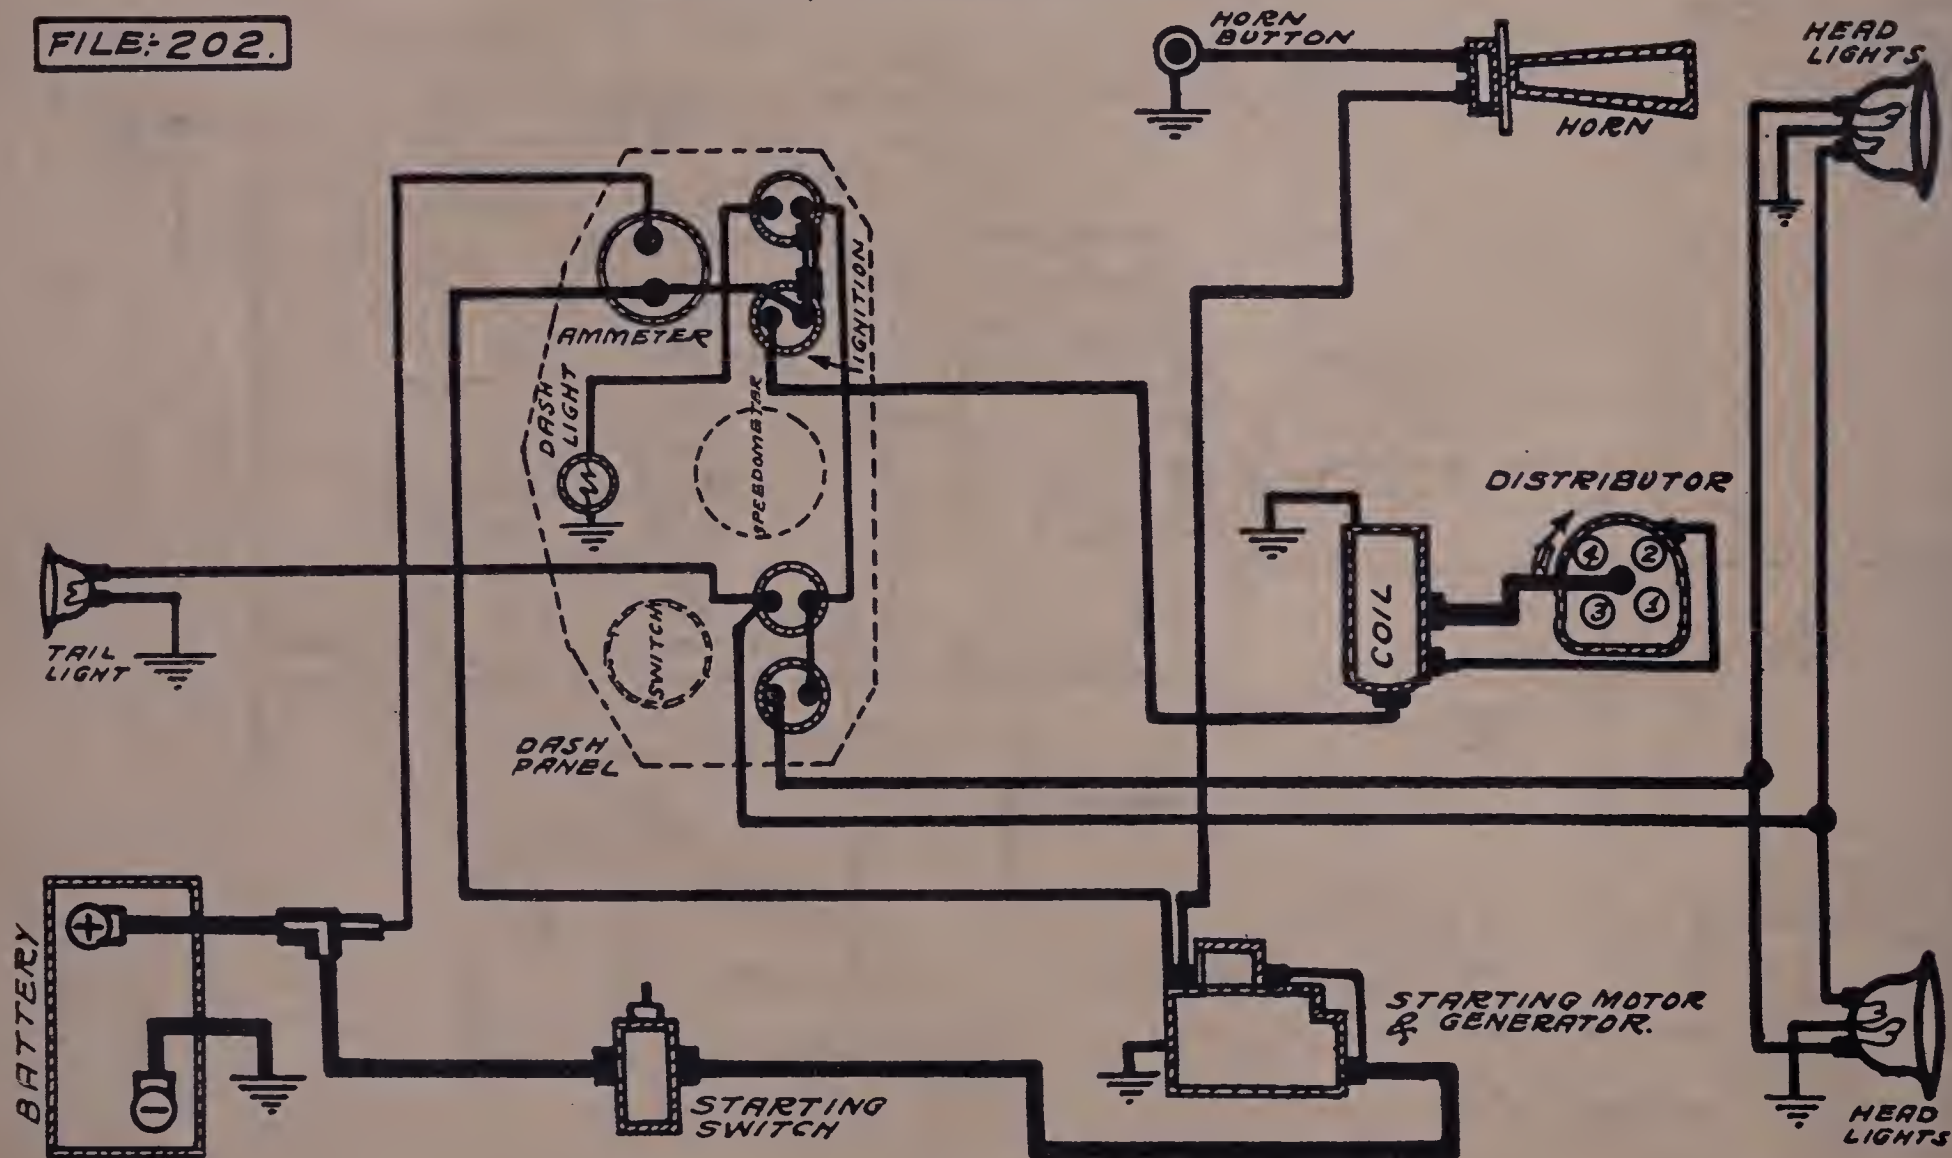 FILE:-202.
HORN
BUTTON
HORN
HEAD
LIGHTS
AMMETER
IGNITION
DASH
LIGHT
SPEEDOMETAR
DISTRIBUTOR
4
2
3
1
COIL
TAIL
LIGHT
SWITCH
DASH
PANEL
BATTERY
+
-
STARTING
SWITCH
STARTING MOTOR
& GENERATOR.
HEAD
LIGHTS